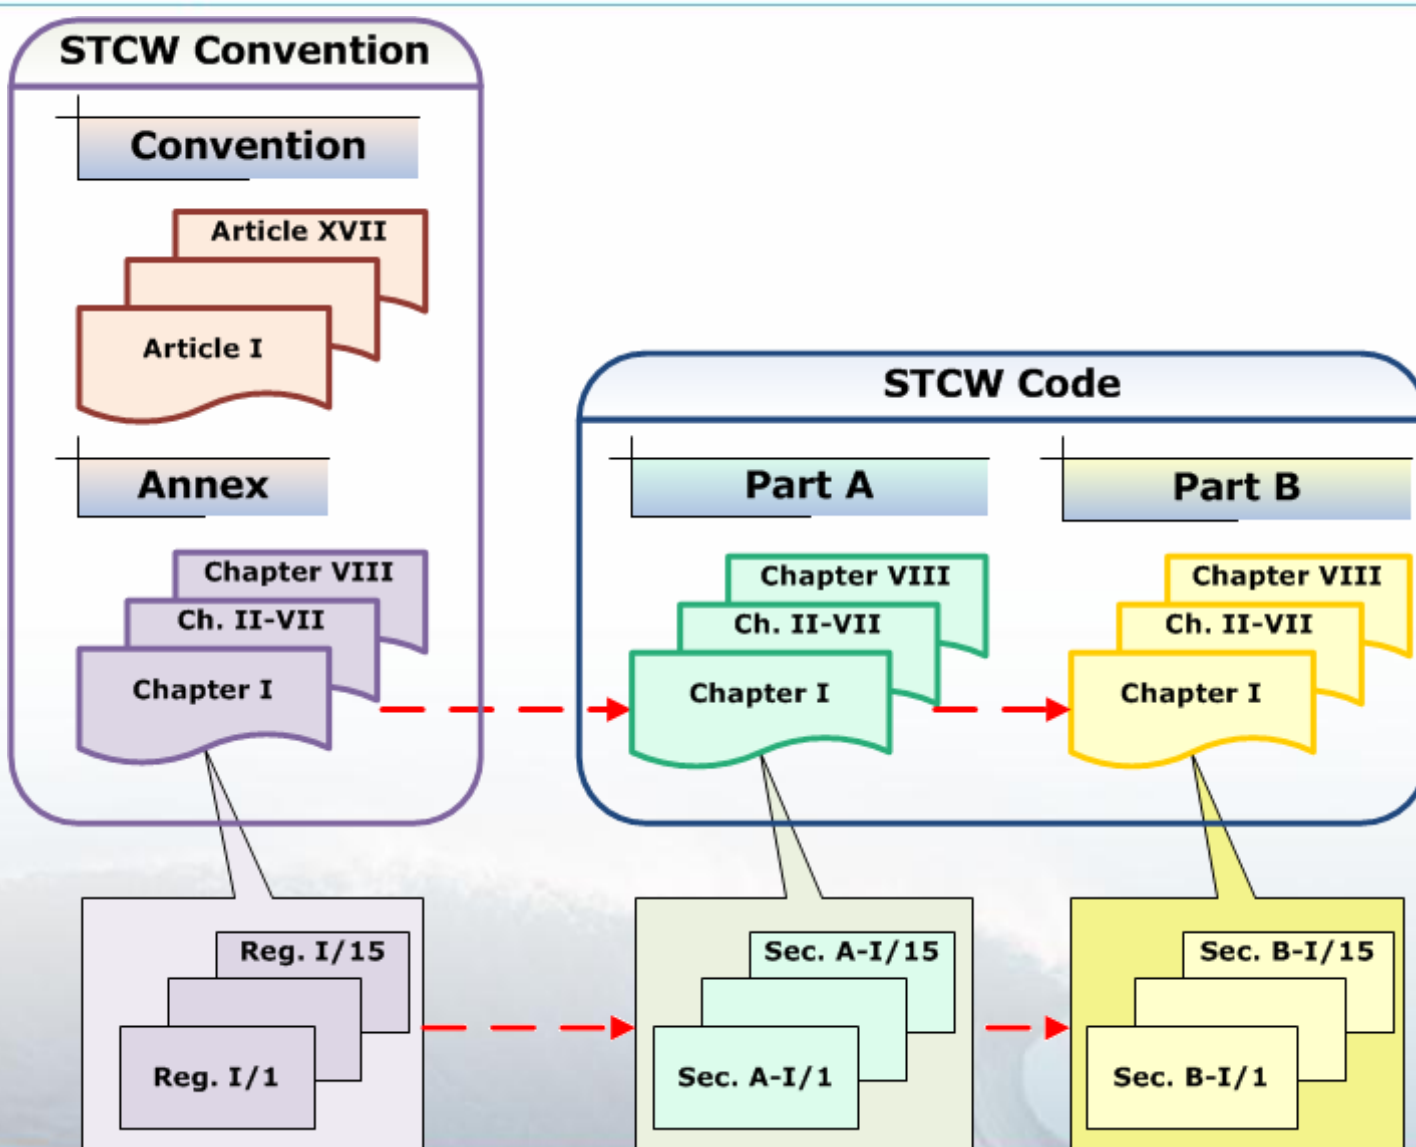 STCW Convention
Convention
Article XVII
Article I
Annex
Chapter VIII
Ch. II-VII
Chapter I
STCW Code
Part A
Chapter VIII
Ch. II-VII
Chapter I
Part B
Chapter VIII
Ch. II-VII
Chapter I
Reg. I/15
Reg. I/1
Sec. A-I/15
Sec. A-I/1
Sec. B-I/15
Sec. B-I/1